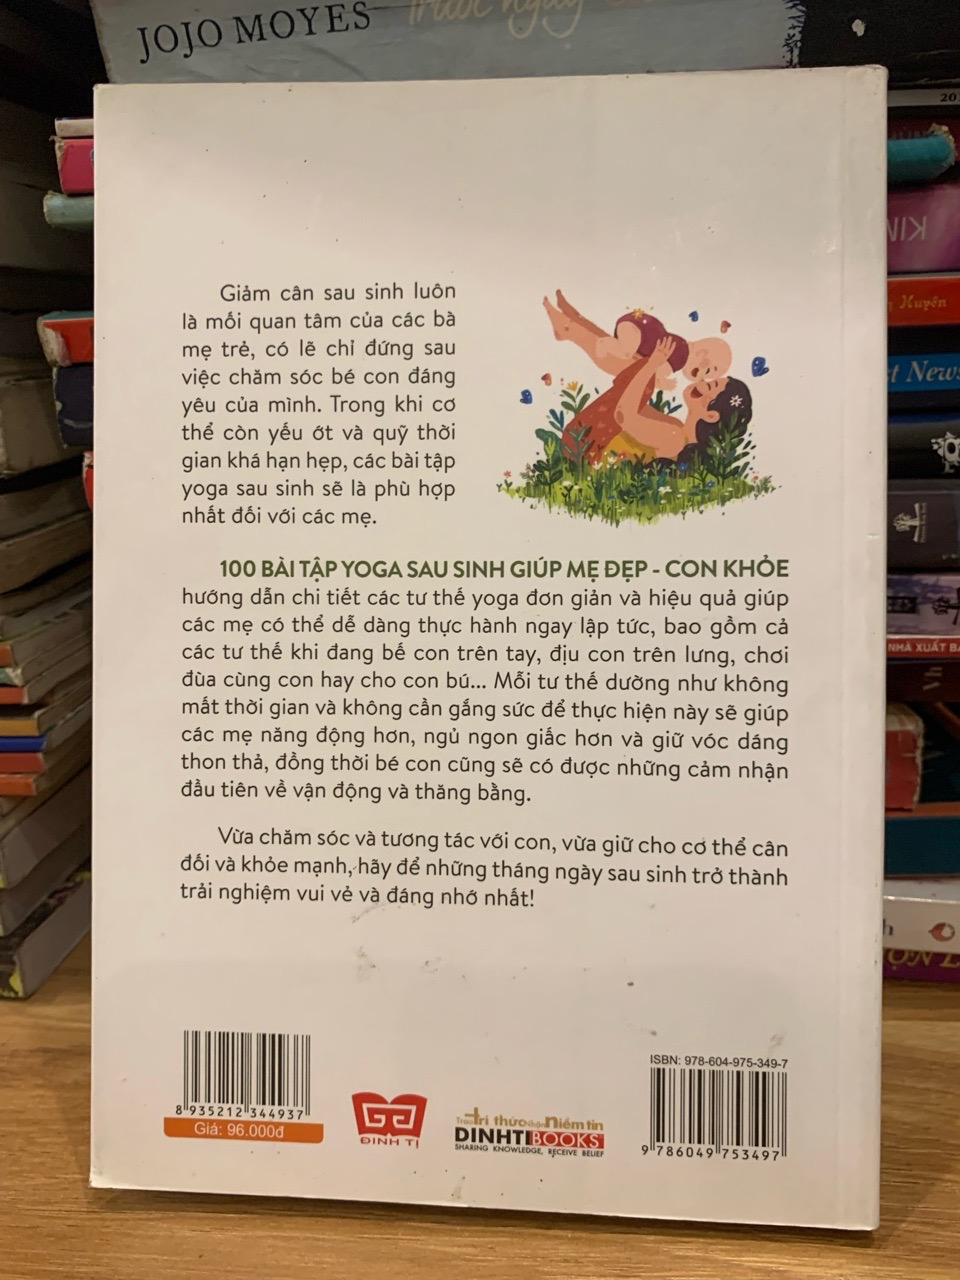 JOJO MOYES
Trước ngày
20
KIM
Huyền
t News
NHÀ XUẤT B
Giảm cân sau sinh luôn
là mối quan tâm của các bà
mẹ trẻ, có lẽ chỉ đứng sau
việc chăm sóc bé con đáng
yêu của mình. Trong khi cơ
thể còn yếu ớt và quỹ thời
gian khá hạn hẹp, các bài tập
yoga sau sinh sẽ là phù hợp
nhất đối với các mẹ.
100 BÀI TẬP YOGA SAU SINH GIÚP MẸ ĐẸP - CON KHỎE
hướng dẫn chi tiết các tư thế yoga đơn giản và hiệu quả giúp
các mẹ có thể dễ dàng thực hành ngay lập tức, bao gồm cả
các tư thế khi đang bế con trên tay, địu con trên lưng, chơi
đùa cùng con hay cho con bú... Mỗi tư thế dường như không
mất thời gian và không cần gắng sức để thực hiện này sẽ giúp
các mẹ năng động hơn, ngủ ngon giấc hơn và giữ vóc dáng
thon thả, đồng thời bé con cũng sẽ có được những cảm nhận
đầu tiên về vận động và thăng bằng.
Vừa chăm sóc và tương tác với con, vừa giữ cho cơ thể cân
đối và khỏe mạnh, hãy để những tháng ngày sau sinh trở thành
trải nghiệm vui vẻ và đáng nhớ nhất!
8 935212 344937
Giá: 96.000đ
ĐINH TỊ
Trao tri thức Nhận niềm tin
DINHTIBOOKS
SHARING KNOWLEDGE, RECEIVE BELIEF
ISBN: 978-604-975-349-7
9 786049 753497